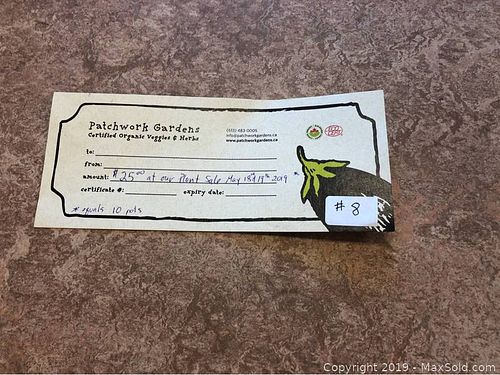 Patchwork Gardens
Certified Organic Veggies & Herbs
(613) 483-0006
info@patchworkgardens.ca
www.patchworkgardens.ca
to:
from:
amount: $25.00 at our Plant Sale May 18 & 19th 2019 *
certificate #: expiry date:
* equals 10 pots
# 8
Copyright 2019 - MaxSold.com